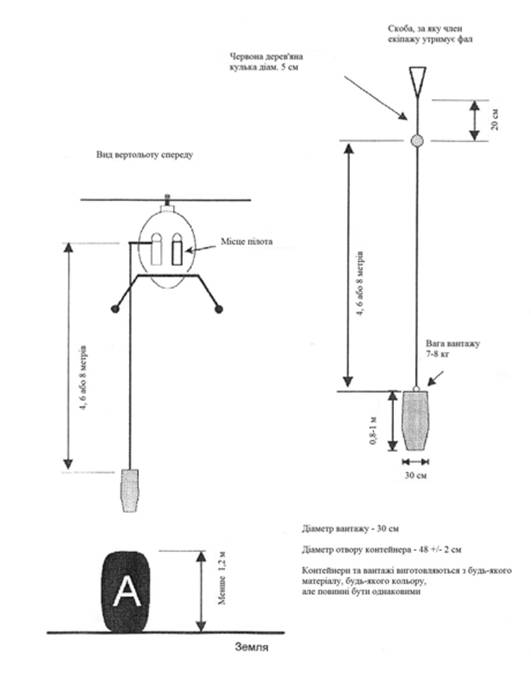 Скоба, за яку член
екіпажу утримує фал
Червона дерев'яна
кулька діам. 5 см
20 см
Вид вертольоту спереду
Місце пілота
4, 6 або 8 метрів
4, 6 або 8 метрів
Вага вантажу
7-8 кг
0,8-1 м
30 см
Діаметр вантажу - 30 см
Діаметр отвору контейнера - 48 +/- 2 см
Контейнери та вантажі виготовляються з будь-якого
матеріалу, будь-якого кольору,
але повинні бути однаковими
А
Менше 1,2 м
Земля